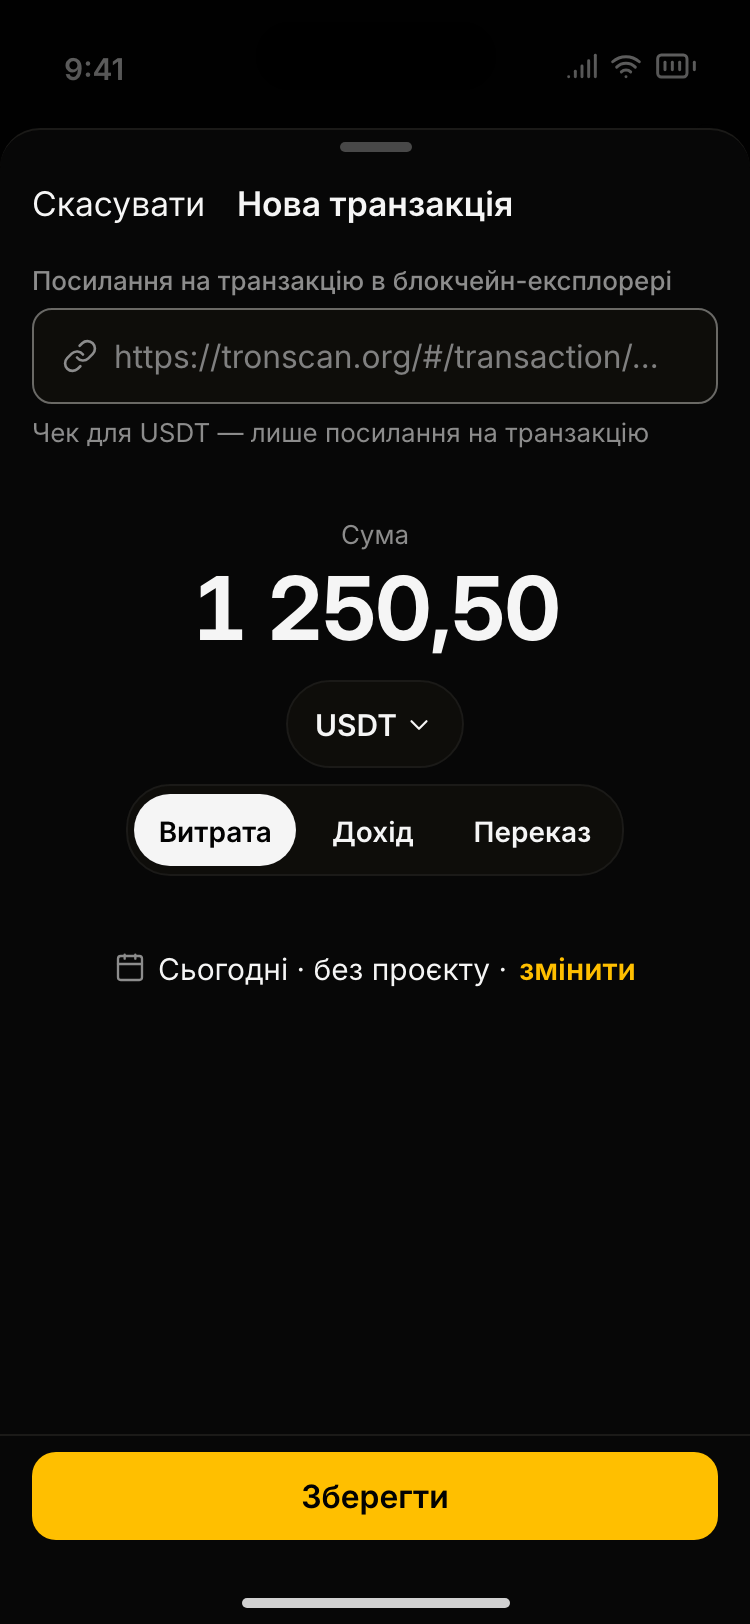 9:41
Скасувати Нова транзакція
Посилання на транзакцію в блокчейн-експлорері
https://tronscan.org/#/transaction/...
Чек для USDT — лише посилання на транзакцію
Сума
1 250,50
USDT
Витрата Дохід Переказ
Сьогодні · без проєкту · змінити
Зберегти